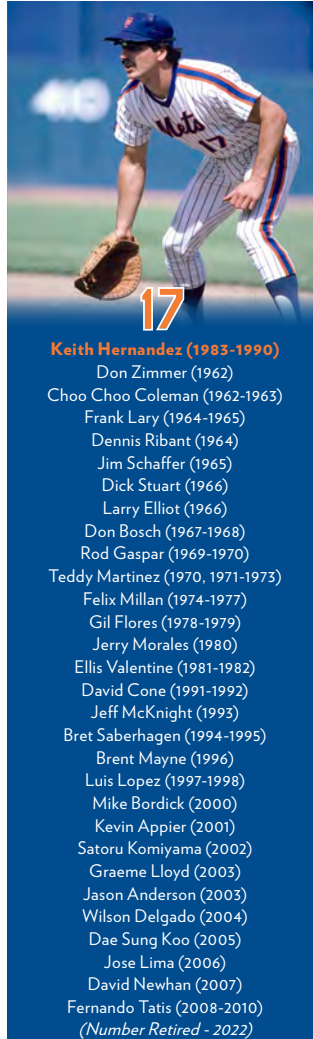 410
Mets
17
17
Keith Hernandez (1983-1990)
Don Zimmer (1962)
Choo Choo Coleman (1962-1963)
Frank Lary (1964-1965)
Dennis Ribant (1964)
Jim Schaffer (1965)
Dick Stuart (1966)
Larry Elliot (1966)
Don Bosch (1967-1968)
Rod Gaspar (1969-1970)
Teddy Martinez (1970, 1971-1973)
Felix Millan (1974-1977)
Gil Flores (1978-1979)
Jerry Morales (1980)
Ellis Valentine (1981-1982)
David Cone (1991-1992)
Jeff McKnight (1993)
Bret Saberhagen (1994-1995)
Brent Mayne (1996)
Luis Lopez (1997-1998)
Mike Bordick (2000)
Kevin Appier (2001)
Satoru Komiyama (2002)
Graeme Lloyd (2003)
Jason Anderson (2003)
Wilson Delgado (2004)
Dae Sung Koo (2005)
Jose Lima (2006)
David Newhan (2007)
Fernando Tatis (2008-2010)
(Number Retired - 2022)